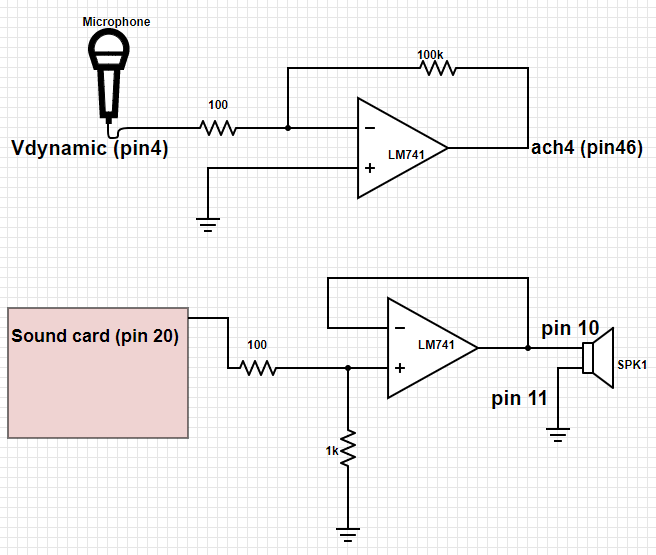 Microphone
100k
100
−
LM741
+
Vdynamic (pin4)
ach4 (pin46)
Sound card (pin 20)
100
−
LM741
+
pin 10
SPK1
pin 11
1k